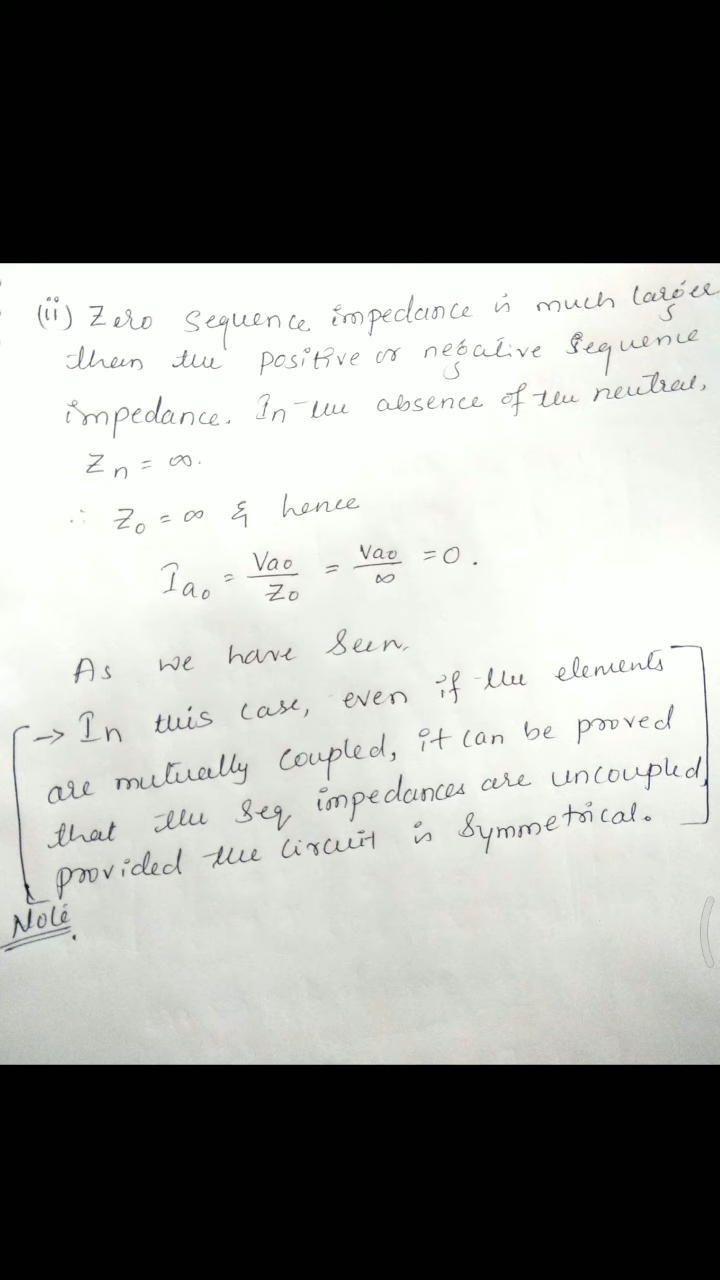 (ii) Zero sequence impedance is much larger
than the positive or negative sequence
impedance. In the absence of the neutral,
Zn = ∞.
∴ Z₀ = ∞ & hence
Ia₀ = Va₀/Z₀ = Va₀/∞ = 0.
As we have seen,
→ In this case, even if the elements
are mutually coupled, it can be proved
that the seq impedances are uncoupled,
provided the circuit is symmetrical.
Note